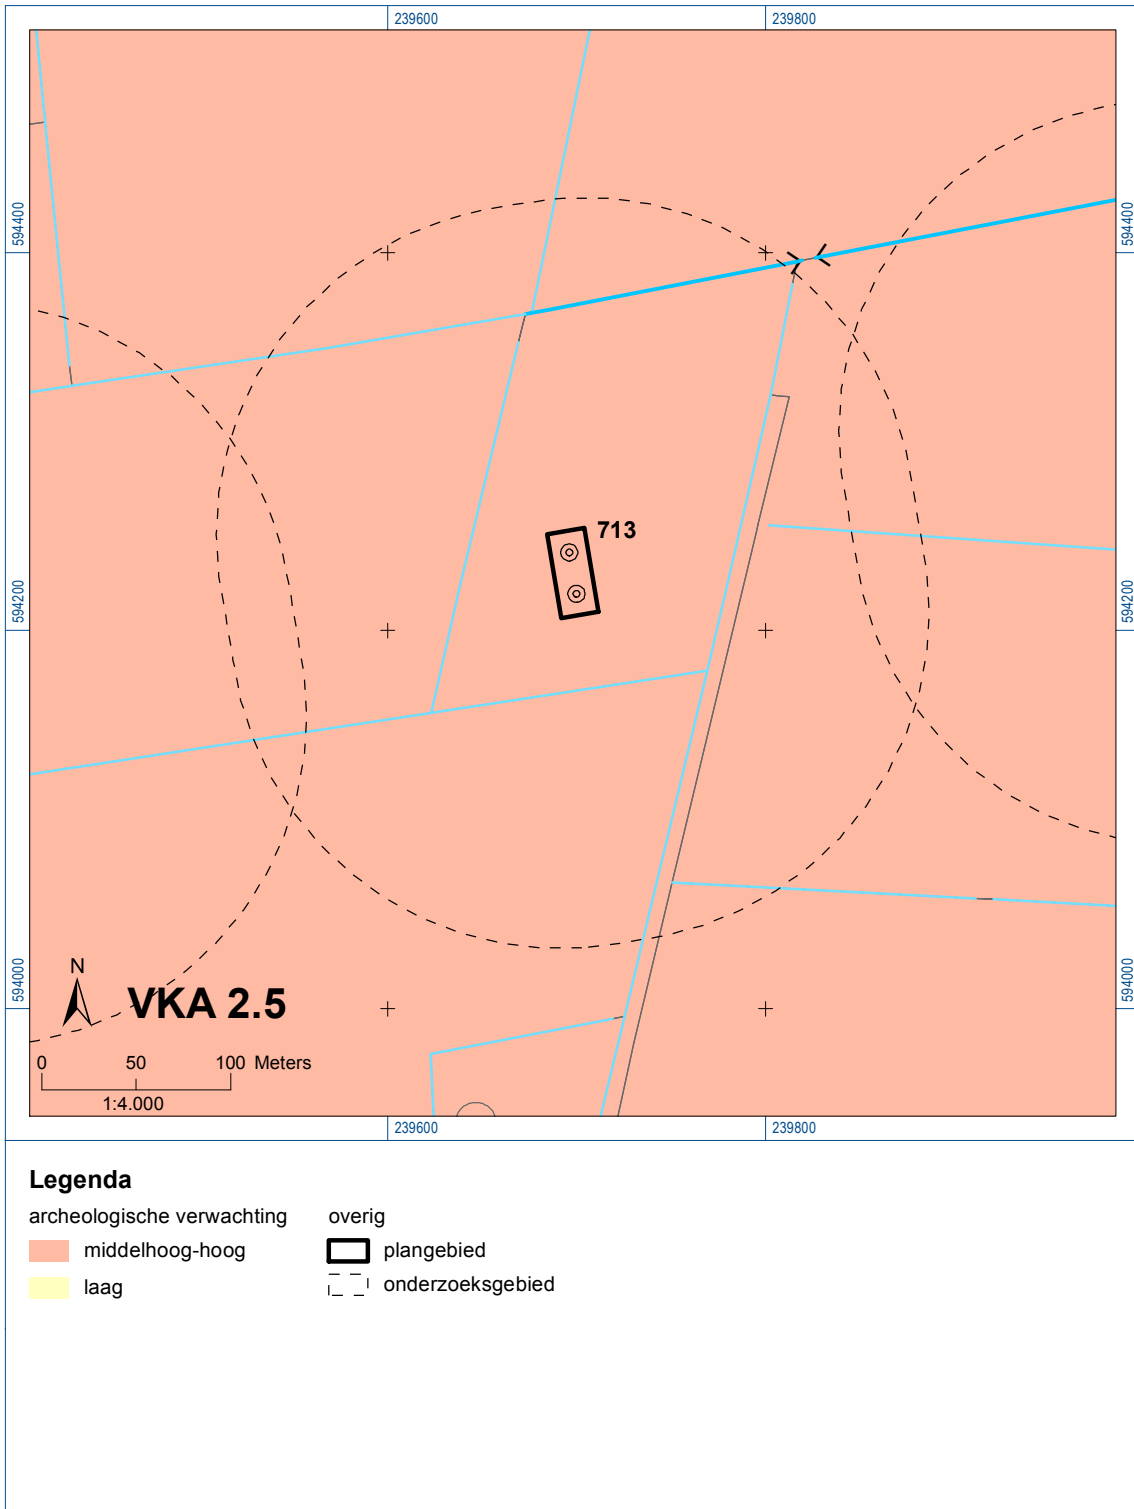 239600 239800
594400 594400
713
594200 594200
594000 594000
N
VKA 2.5
0 50 100 Meters
1:4.000
239600 239800
Legenda
archeologische verwachting overig
middelhoog-hoog plangebied
laag onderzoeksgebied